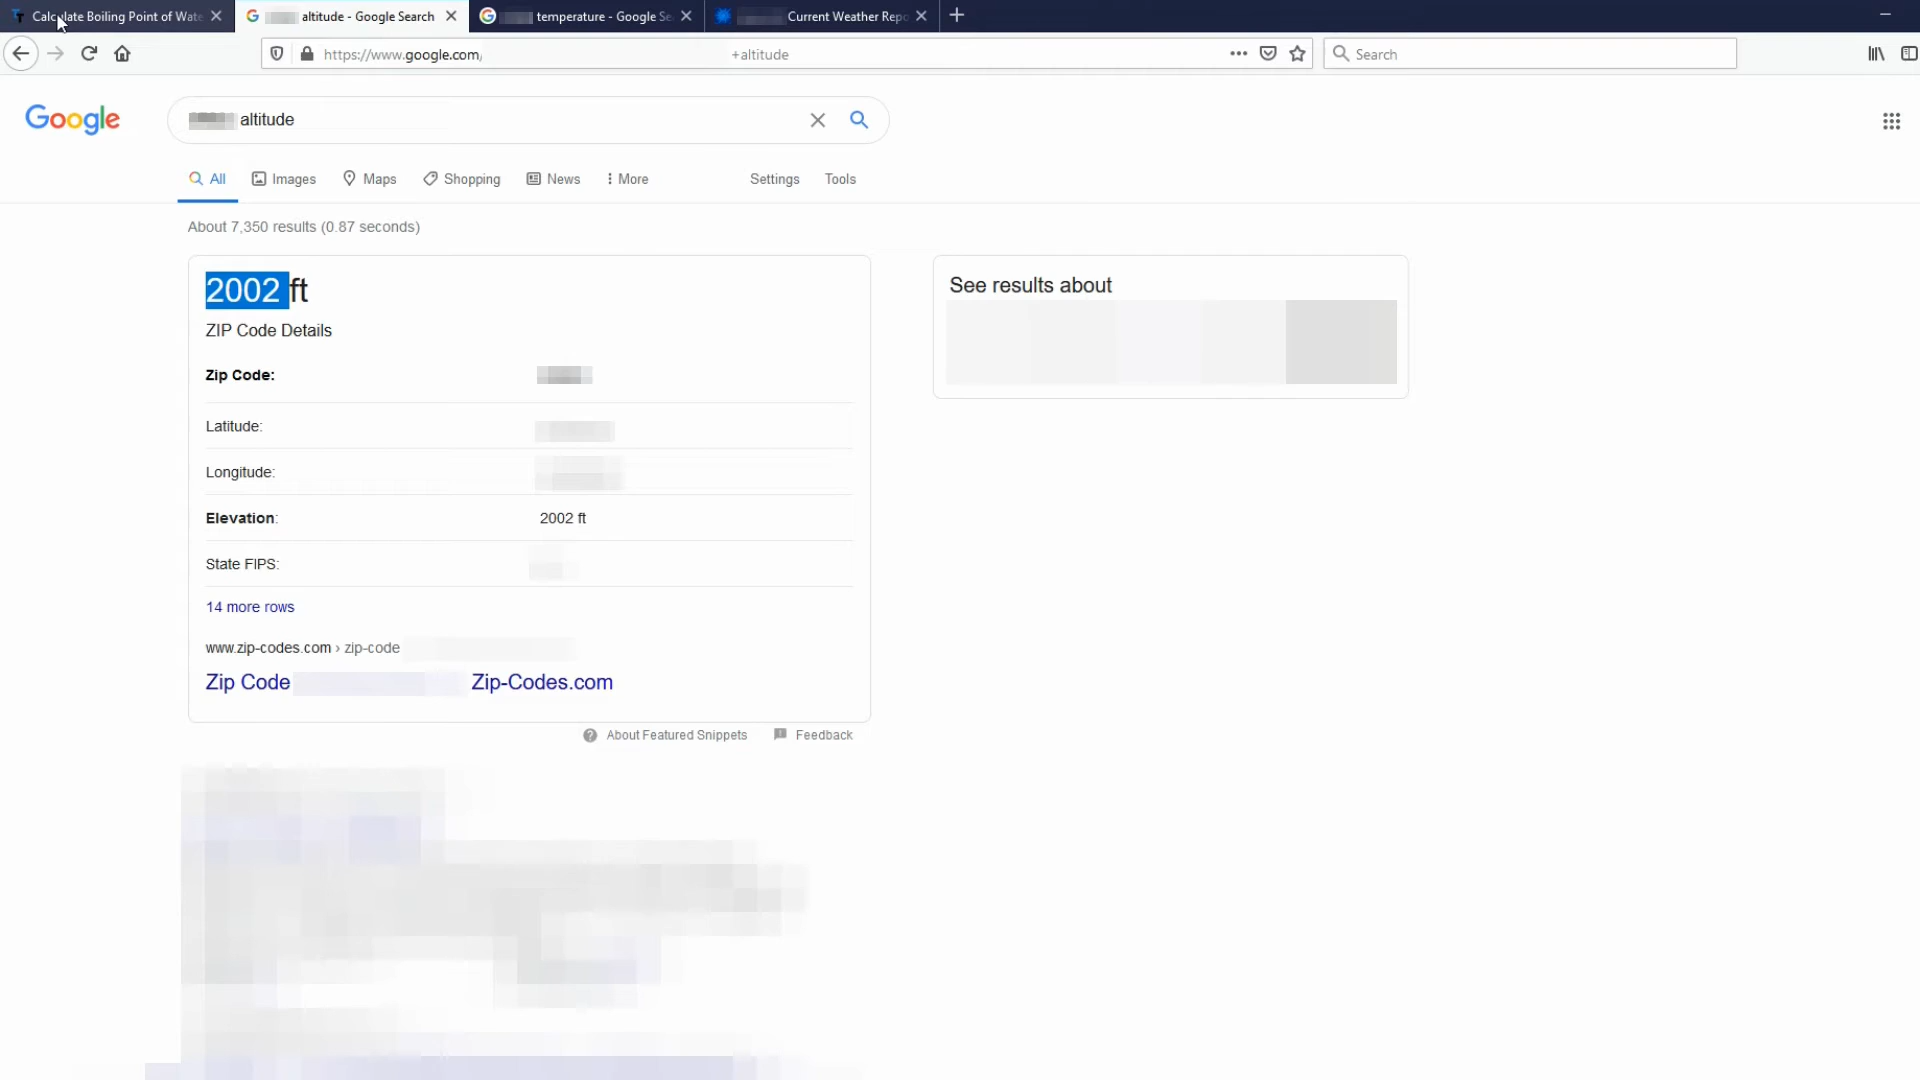 Calculate Boiling Point of Wate
altitude - Google Search
temperature - Google Se
Current Weather Repo
https://www.google.com/
+altitude
Search
Google
altitude
All
Images
Maps
Shopping
News
More
Settings
Tools
About 7,350 results (0.87 seconds)
2002 ft
ZIP Code Details
Zip Code:
Latitude:
Longitude:
Elevation: 2002 ft
State FIPS:
14 more rows
www.zip-codes.com › zip-code
Zip Code Zip-Codes.com
About Featured Snippets
Feedback
See results about